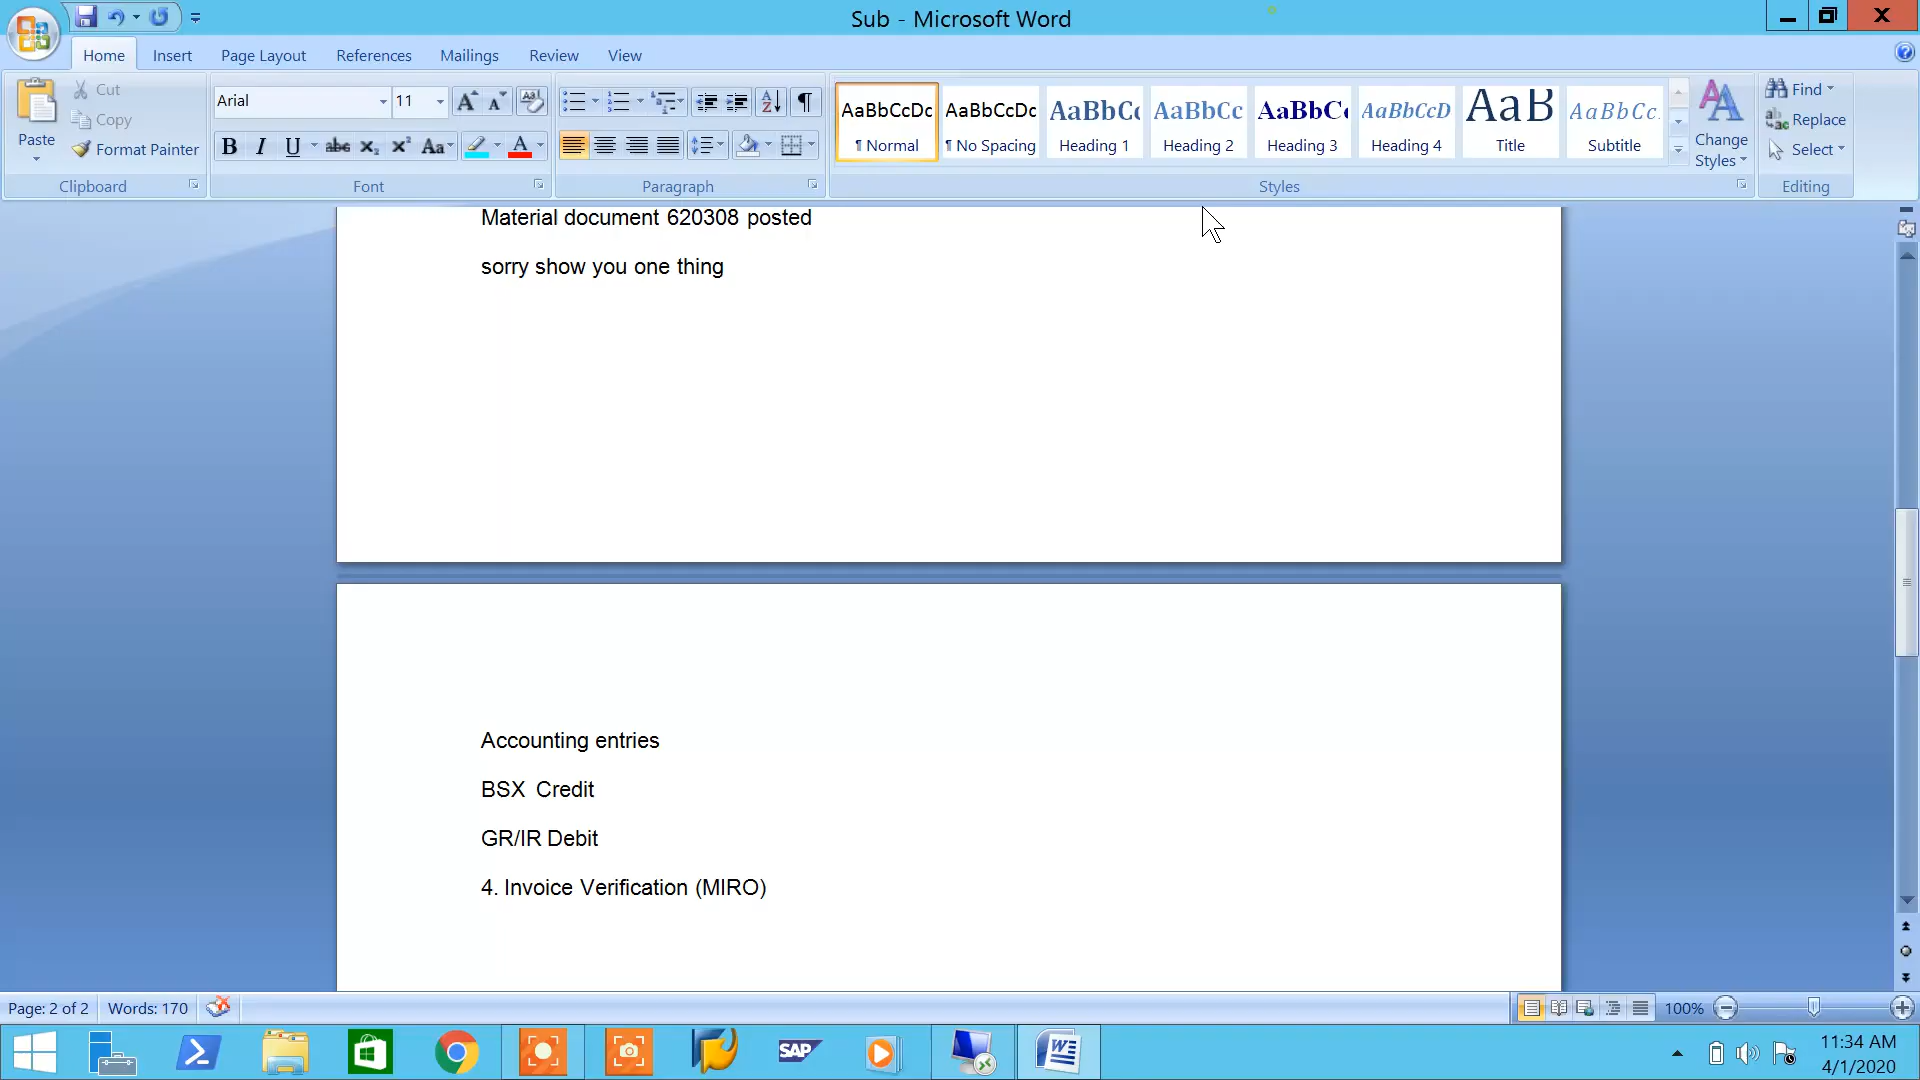 Sub - Microsoft Word
Home Insert Page Layout References Mailings Review View
Paste
Cut
Copy
Format Painter
Clipboard
Arial 11
B I U abc x₂ x² Aa A
Font
Paragraph
AaBbCcDc AaBbCcDc AaBbCc AaBbCc AaBbCc AaBbCcD AaB AaBbCc.
¶ Normal ¶ No Spacing Heading 1 Heading 2 Heading 3 Heading 4 Title Subtitle
Change Styles
Styles
Find
Replace
Select
Editing
Material document 620308 posted
sorry show you one thing
Accounting entries
BSX Credit
GR/IR Debit
4. Invoice Verification (MIRO)
Page: 2 of 2 Words: 170 100%
SAP
11:34 AM
4/1/2020